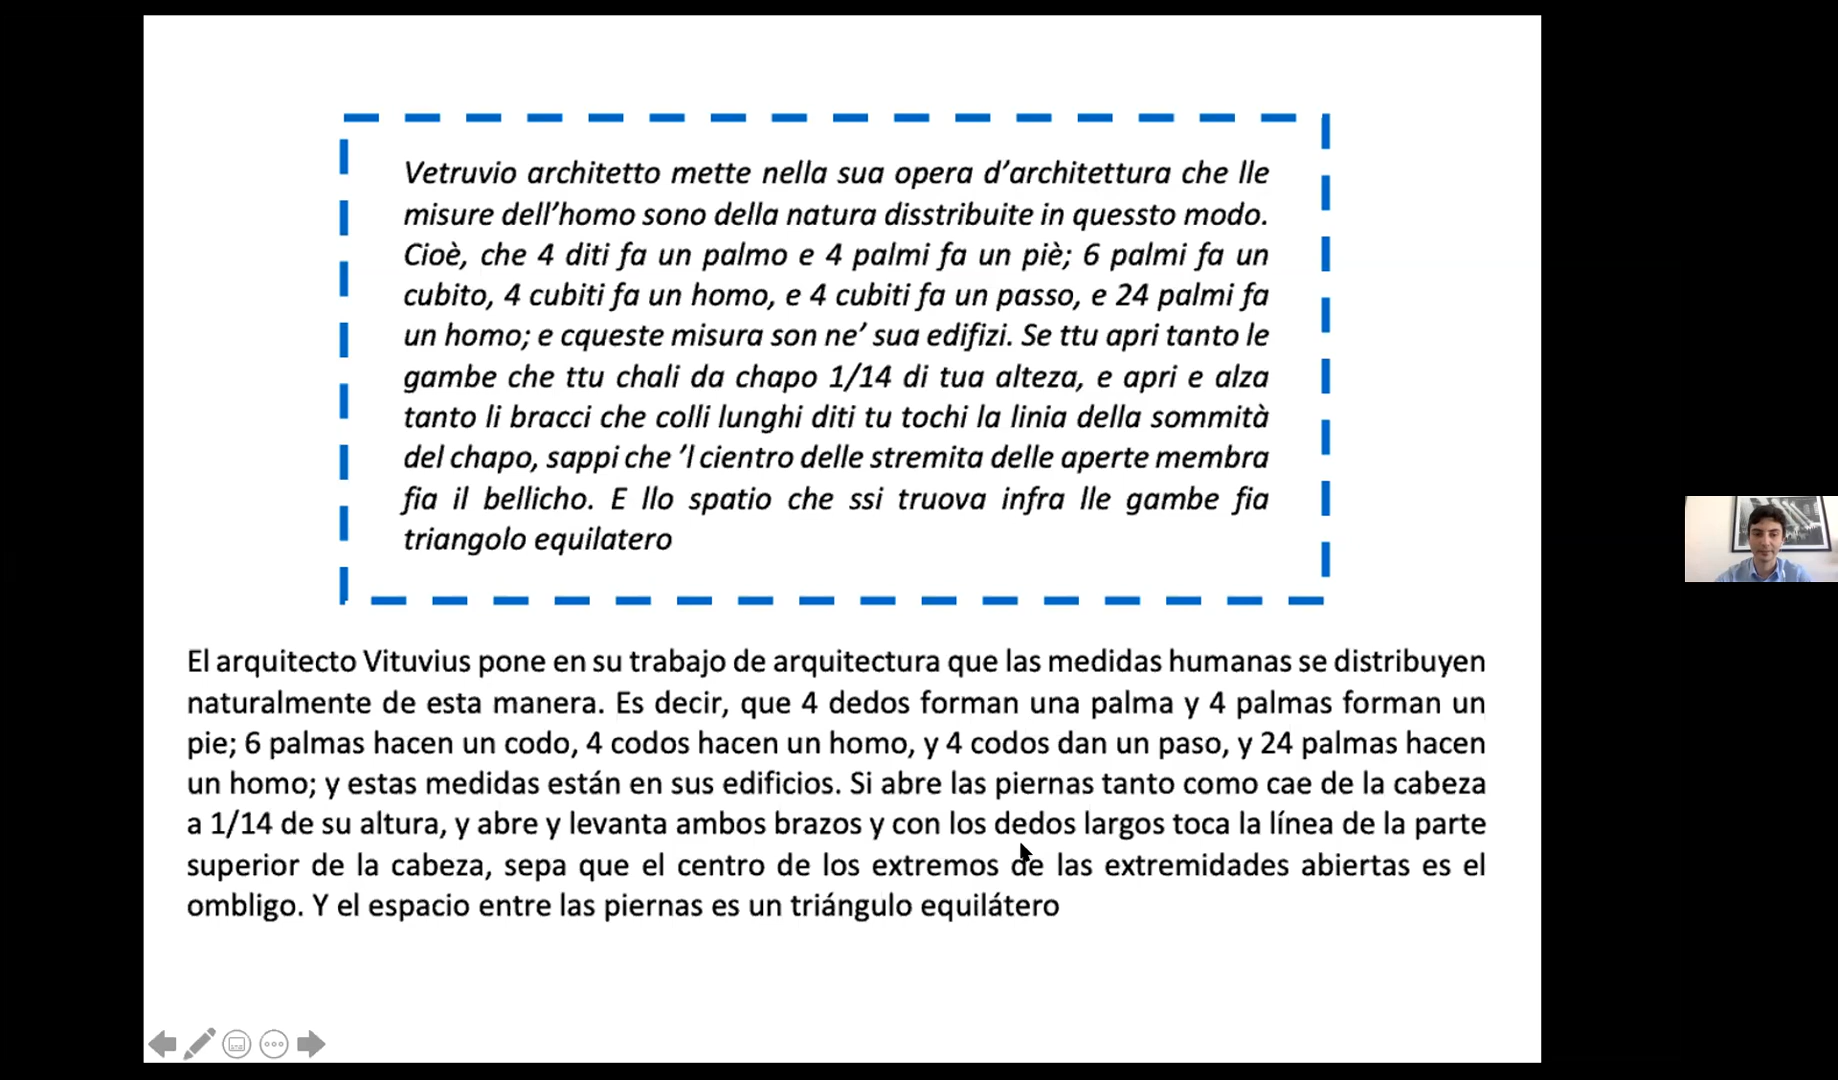 Vetruvio architetto mette nella sua opera d’architettura che lle
misure dell’homo sono della natura disstribuite in quessto modo.
Cioè, che 4 diti fa un palmo e 4 palmi fa un piè; 6 palmi fa un
cubito, 4 cubiti fa un homo, e 4 cubiti fa un passo, e 24 palmi fa
un homo; e cqueste misura son ne’ sua edifizi. Se ttu apri tanto le
gambe che ttu chali da chapo 1/14 di tua alteza, e apri e alza
tanto li bracci che colli lunghi diti tu tochi la linia della sommità
del chapo, sappi che ’l cientro delle stremita delle aperte membra
fia il bellicho. E llo spatio che ssi truova infra lle gambe fia
triangolo equilatero
El arquitecto Vituvius pone en su trabajo de arquitectura que las medidas humanas se distribuyen
naturalmente de esta manera. Es decir, que 4 dedos forman una palma y 4 palmas forman un
pie; 6 palmas hacen un codo, 4 codos hacen un homo, y 4 codos dan un paso, y 24 palmas hacen
un homo; y estas medidas están en sus edificios. Si abre las piernas tanto como cae de la cabeza
a 1/14 de su altura, y abre y levanta ambos brazos y con los dedos largos toca la línea de la parte
superior de la cabeza, sepa que el centro de los extremos de las extremidades abiertas es el
ombligo. Y el espacio entre las piernas es un triángulo equilátero